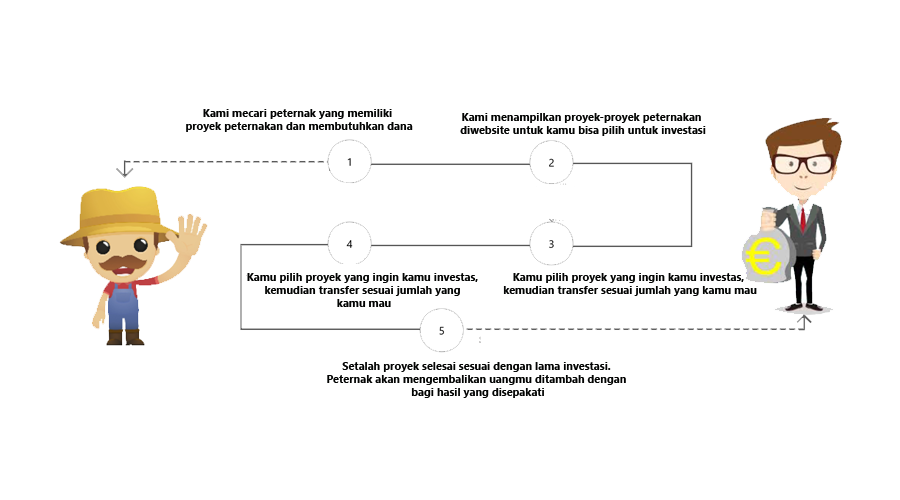 Kami mecari peternak yang memiliki
proyek peternakan dan membutuhkan dana
Kami menampilkan proyek-proyek peternakan
diwebsite untuk kamu bisa pilih untuk investasi
1
2
4
3
Kamu pilih proyek yang ingin kamu investas,
kemudian transfer sesuai jumlah yang
kamu mau
Kamu pilih proyek yang ingin kamu investas,
kemudian transfer sesuai jumlah yang kamu mau
5
Setalah proyek selesai sesuai dengan lama investasi.
Peternak akan mengembalikan uangmu ditambah dengan
bagi hasil yang disepakati
€